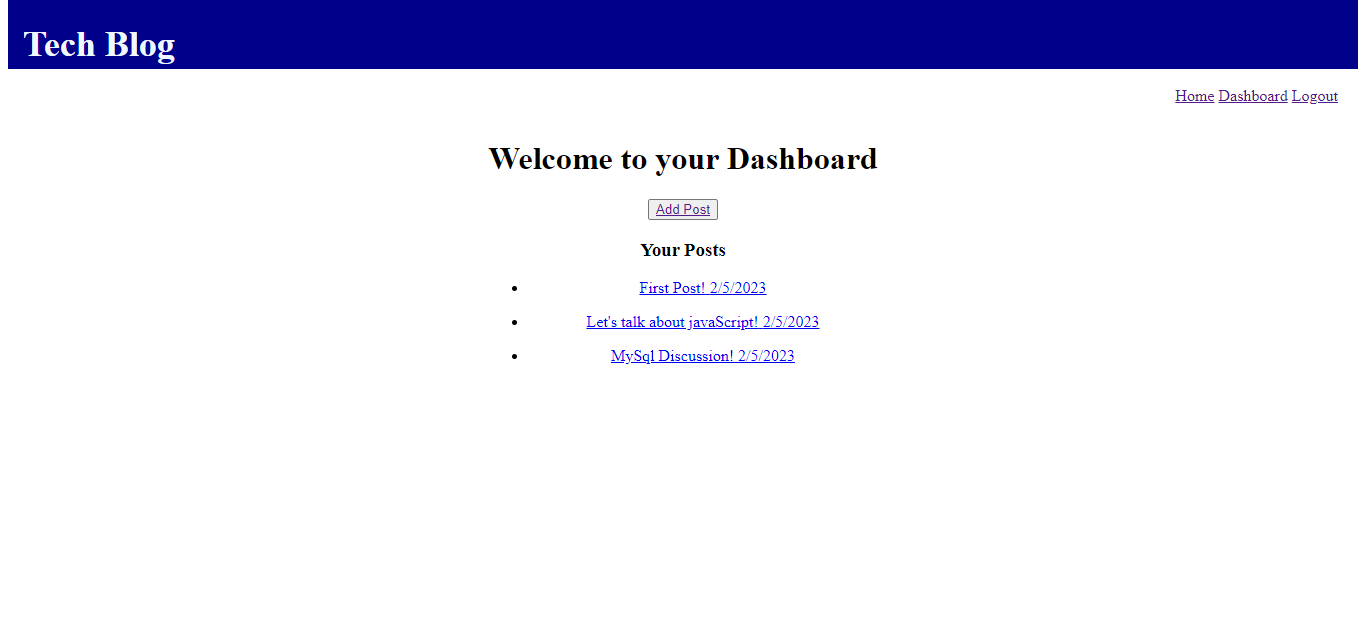 Tech Blog
Home Dashboard Logout
Welcome to your Dashboard
Add Post
Your Posts
First Post! 2/5/2023
Let's talk about javaScript! 2/5/2023
MySql Discussion! 2/5/2023